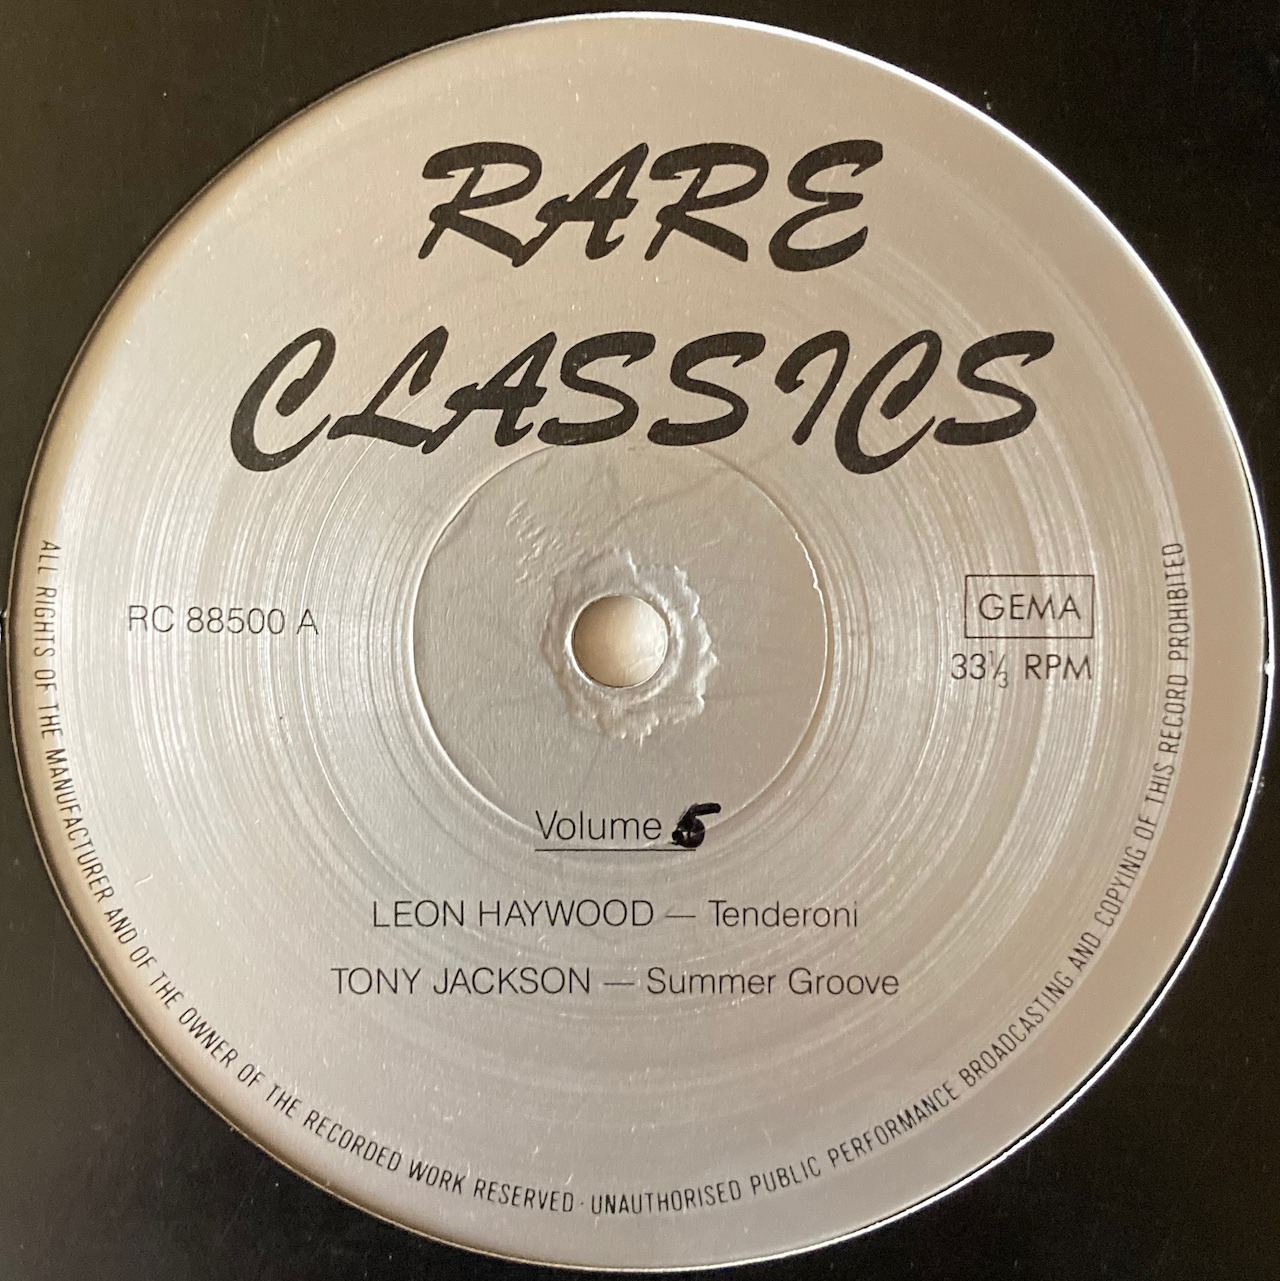 RARE
CLASSICS
RC 88500 A
GEMA
33⅓ RPM
Volume 5
LEON HAYWOOD — Tenderoni
TONY JACKSON — Summer Groove
ALL RIGHTS OF THE MANUFACTURER AND OF THE OWNER OF THE RECORDED WORK RESERVED · UNAUTHORISED PUBLIC PERFORMANCE BROADCASTING AND COPYING OF THIS RECORD PROHIBITED